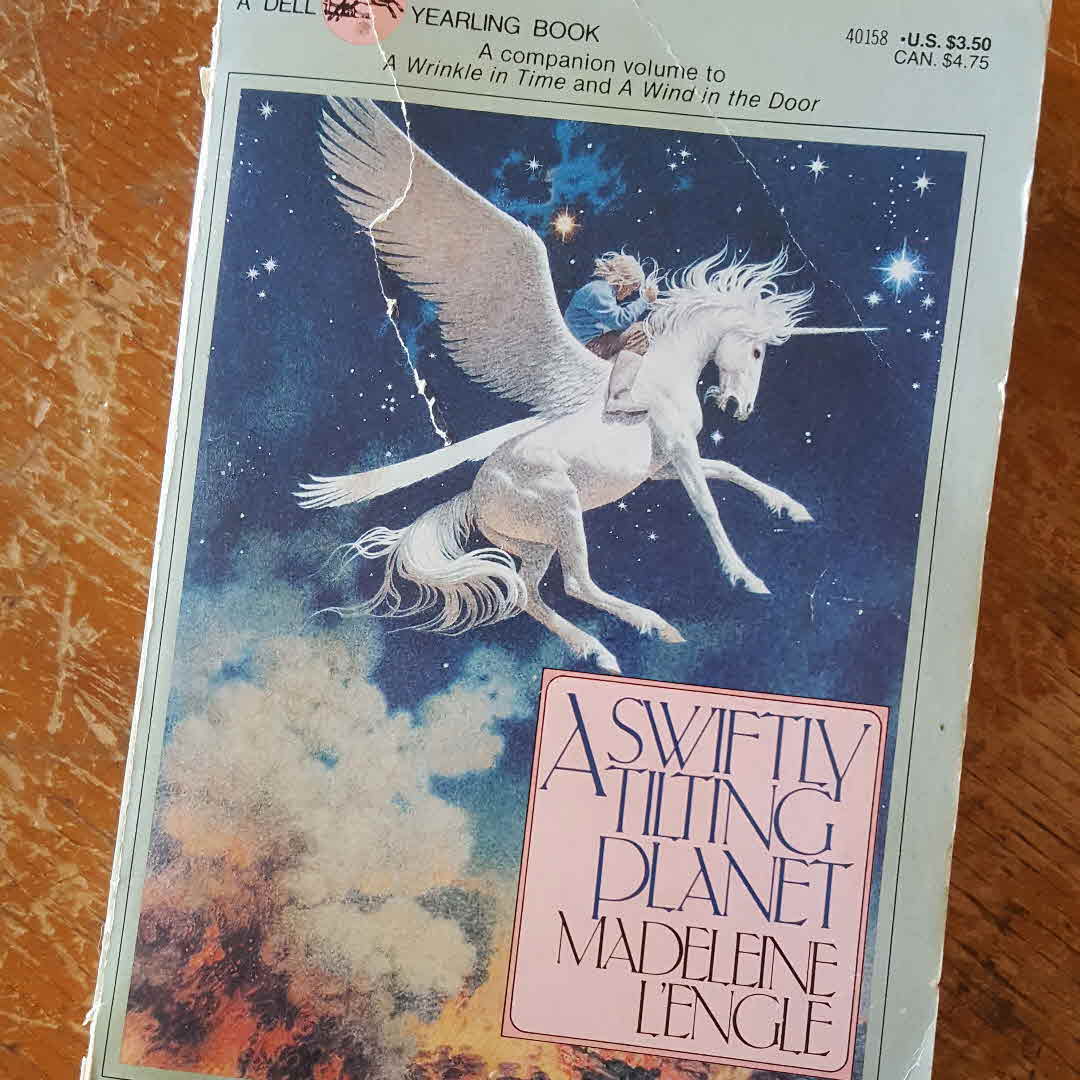 A DELL YEARLING BOOK
40158 •U.S. $3.50
CAN. $4.75
A companion volume to
A Wrinkle in Time and A Wind in the Door
A SWIFTLY
TILTING
PLANET
MADELEINE
L'ENGLE